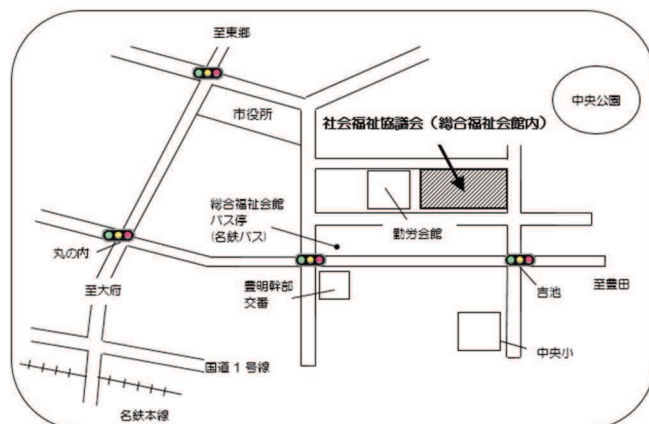 至東郷
中央公園
市役所
社会福祉協議会（総合福祉会館内）
総合福祉会館
バス停
(名鉄バス)
勤労会館
丸の内
至大府
豊明幹部
交番
吉池
至豊田
中央小
国道１号線
名鉄本線